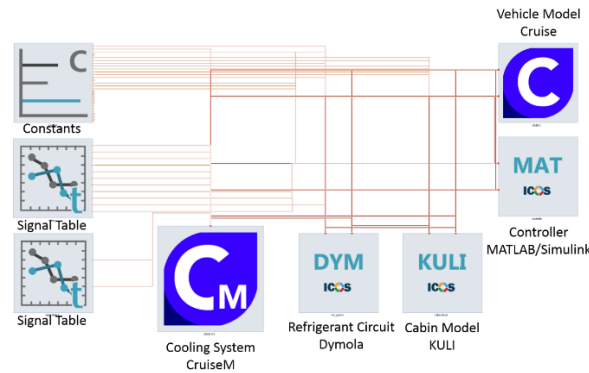 Vehicle Model
Cruise
C
C
Constants
MAT
ICOS
t
Signal Table
Controller
MATLAB/Simulink
t
Signal Table
CM
Cooling System
CruiseM
DYM
ICOS
Refrigerant Circuit
Dymola
KULI
ICOS
Cabin Model
KULI